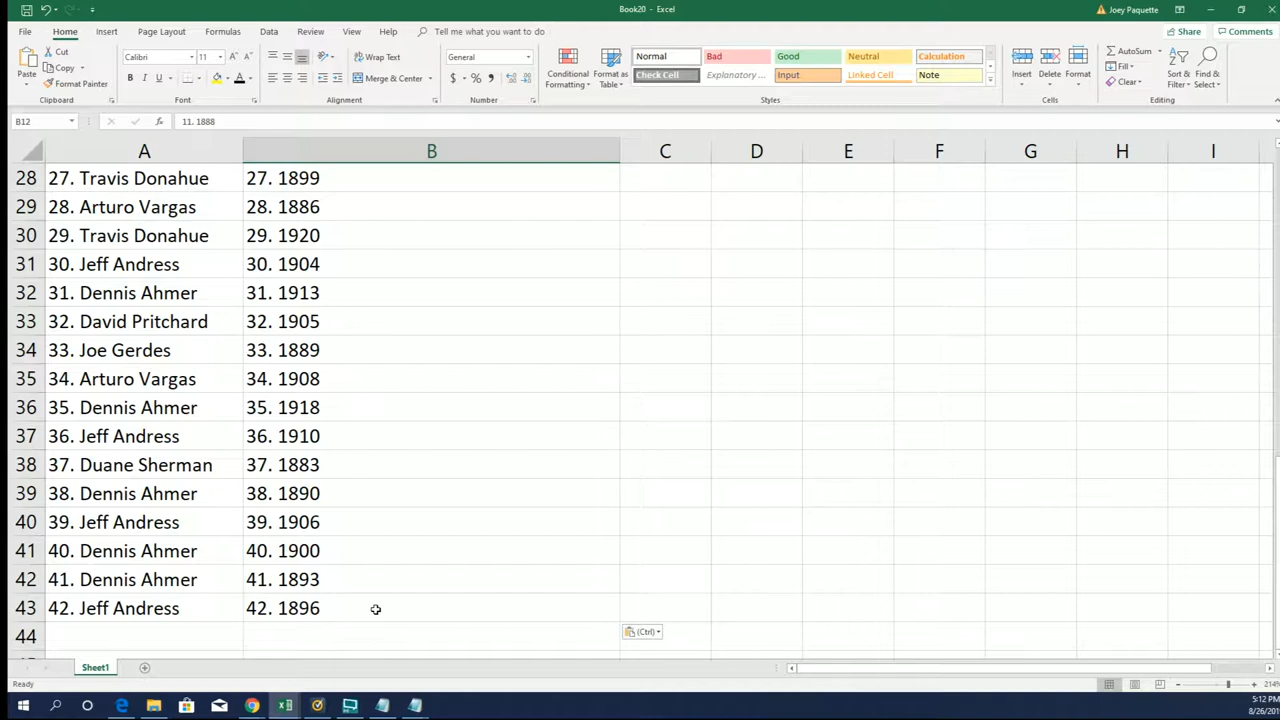 Book20 - Excel
Joey Paquette
File Home Insert Page Layout Formulas Data Review View Help Tell me what you want to do Share Comments
Paste Cut Copy Format Painter Clipboard
Calibri 11 B I U A Font
Wrap Text Merge & Center Alignment
General $ % Number
Conditional Formatting Format as Table
Normal Bad Good Neutral Calculation
Check Cell Explanatory ... Input Linked Cell Note
Styles
Insert Delete Format Cells
AutoSum Fill Clear Sort & Filter Find & Select Editing
B12 fx 11. 1888
A B C D E F G H I
28 27. Travis Donahue 27. 1899
29 28. Arturo Vargas 28. 1886
30 29. Travis Donahue 29. 1920
31 30. Jeff Andress 30. 1904
32 31. Dennis Ahmer 31. 1913
33 32. David Pritchard 32. 1905
34 33. Joe Gerdes 33. 1889
35 34. Arturo Vargas 34. 1908
36 35. Dennis Ahmer 35. 1918
37 36. Jeff Andress 36. 1910
38 37. Duane Sherman 37. 1883
39 38. Dennis Ahmer 38. 1890
40 39. Jeff Andress 39. 1906
41 40. Dennis Ahmer 40. 1900
42 41. Dennis Ahmer 41. 1893
43 42. Jeff Andress 42. 1896
44 (Ctrl)
Sheet1
Ready 214%
5:12 PM
8/26/201